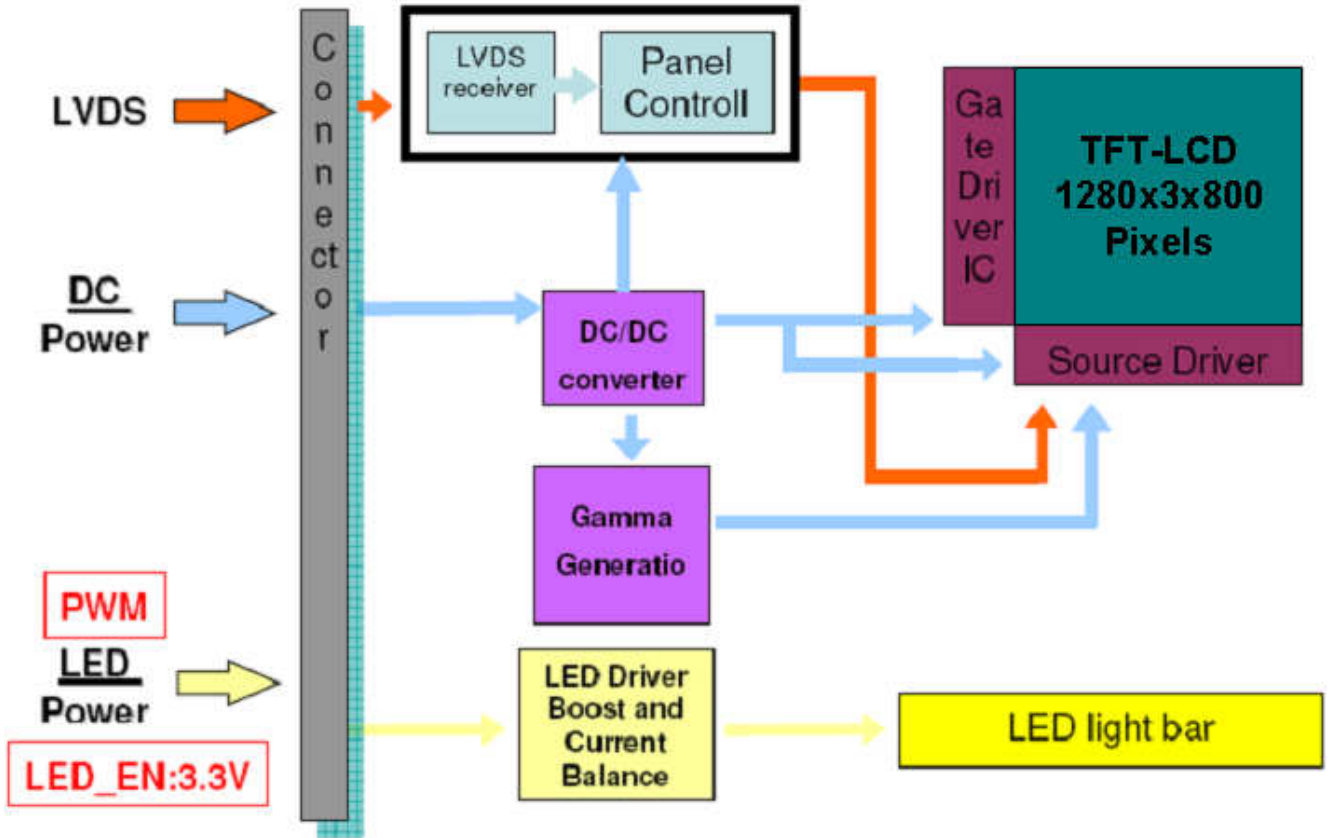 LVDS
DC
Power
PWM
LED
Power
LED_EN:3.3V
C
o
n
n
e
ct
o
r
LVDS
receiver
Panel
Controll
DC/DC
converter
Gamma
Generatio
LED Driver
Boost and
Current
Balance
Ga
te
Dri
ver
IC
TFT-LCD
1280x3x800
Pixels
Source Driver
LED light bar